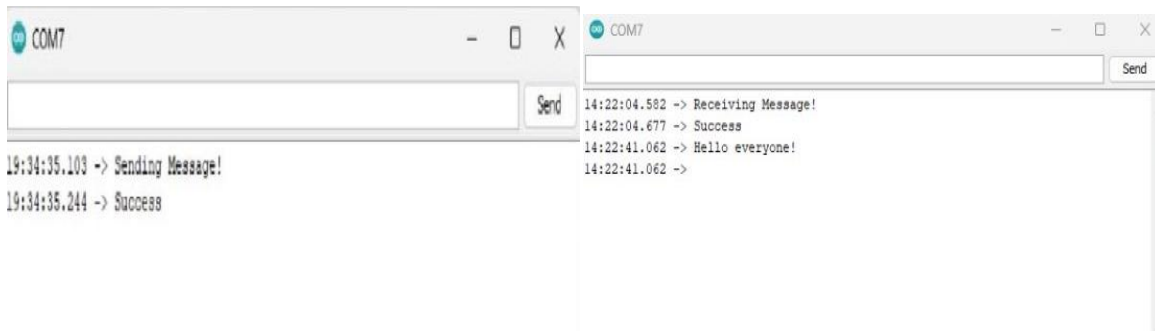 COM7
Send
19:34:35.103 -> Sending Message!
19:34:35.244 -> Success
COM7
Send
14:22:04.582 -> Receiving Message!
14:22:04.677 -> Success
14:22:41.062 -> Hello everyone!
14:22:41.062 ->